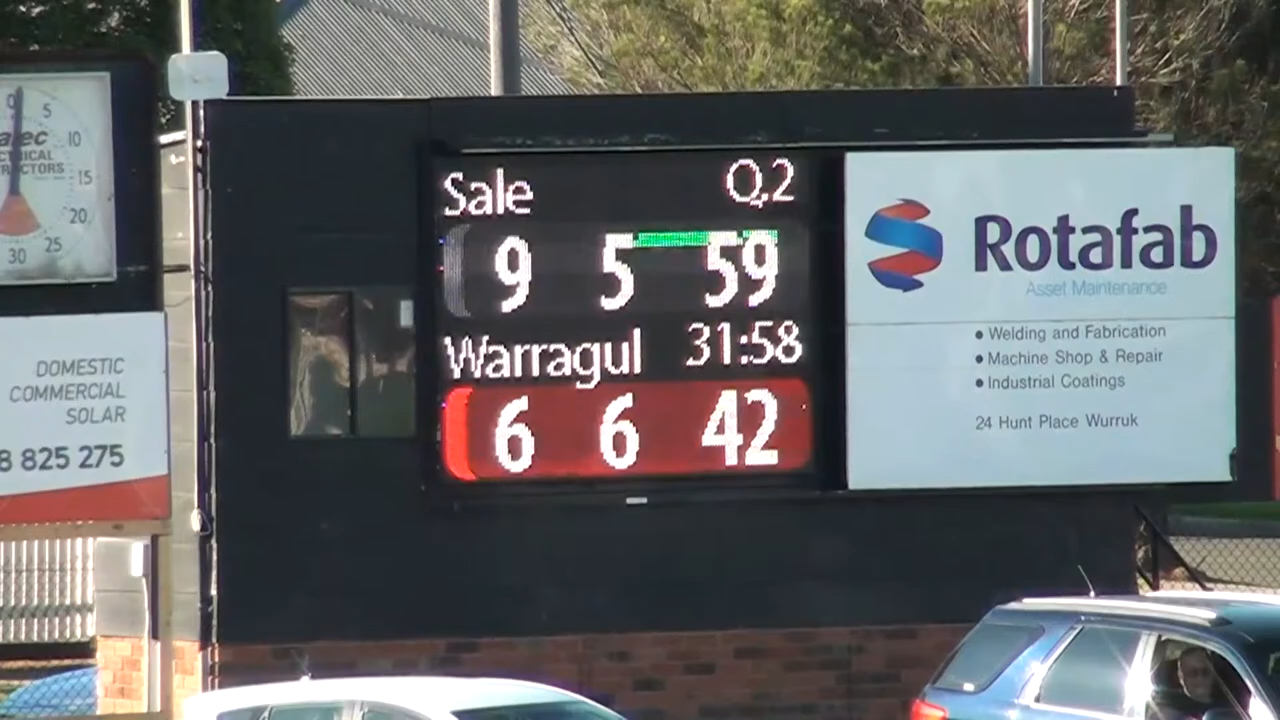 0
5
10
15
20
25
30
DOMESTIC
COMMERCIAL
SOLAR
8 825 275
Sale Q2
9 5 59
Warragul 31:58
6 6 42
Rotafab
Asset Maintenance
• Welding and Fabrication
• Machine Shop & Repair
• Industrial Coatings
24 Hunt Place Wurruk